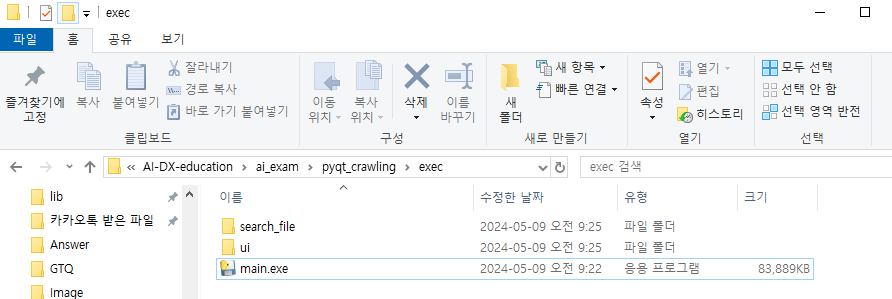 exec
파일 홈 공유 보기
즐겨찾기에 고정
복사
붙여넣기
잘라내기
경로 복사
바로 가기 붙여넣기
클립보드
이동 위치
복사 위치
삭제
이름 바꾸기
구성
새 폴더
새 항목
빠른 연결
새로 만들기
속성
열기
편집
히스토리
열기
모두 선택
선택 안 함
선택 영역 반전
선택
« AI-DX-education > ai_exam > pyqt_crawling > exec
exec 검색
lib
카카오톡 받은 파일
Answer
GTQ
Image
이름 수정한 날짜 유형 크기
search_file 2024-05-09 오전 9:25 파일 폴더
ui 2024-05-09 오전 9:25 파일 폴더
main.exe 2024-05-09 오전 9:22 응용 프로그램 83,889KB